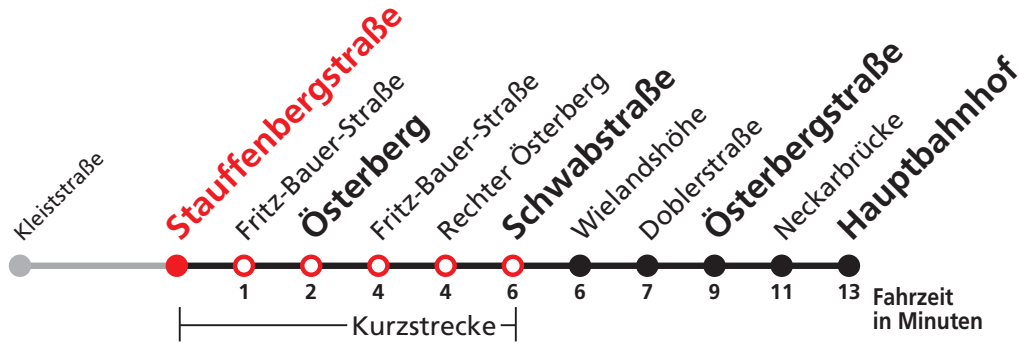 Kleiststraße
Stauffenbergstraße
Fritz-Bauer-Straße
Österberg
Fritz-Bauer-Straße
Rechter Österberg
Schwabstraße
Wielandshöhe
Doblerstraße
Österbergstraße
Neckarbrücke
Hauptbahnhof
1 2 4 4 6 6 7 9 11 13 Fahrzeit
in Minuten
Kurzstrecke